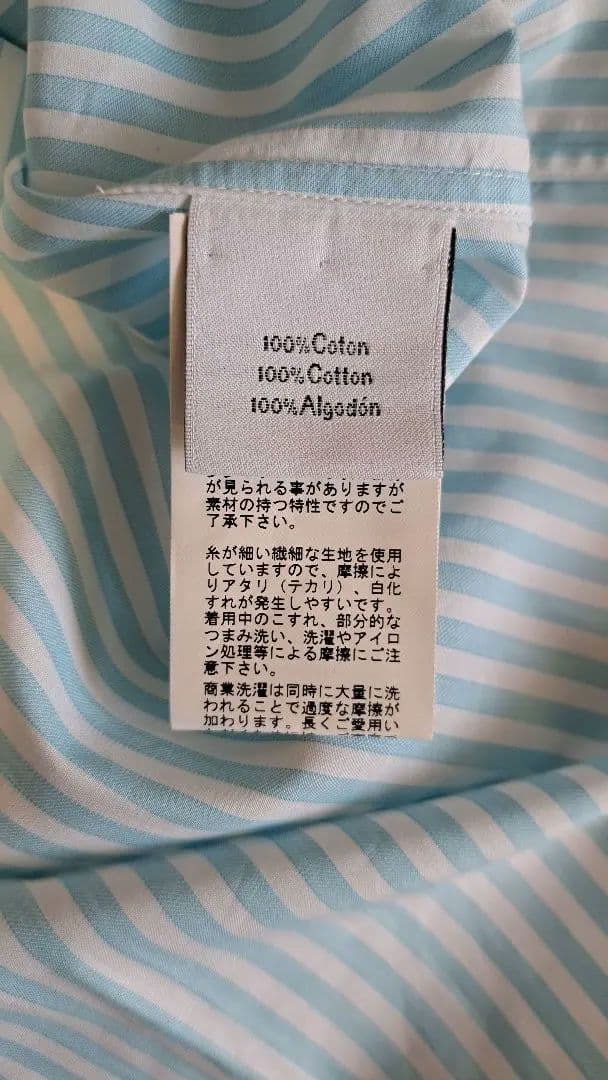 100%Coton
100%Cotton
100%Algodón
が見られる事がありますが
素材の持つ特性ですのでご
了承下さい。
糸が細い繊細な生地を使用
していますので、摩擦によ
りアタリ（テカリ）、白化
すれが発生しやすいです。
着用中のこすれ、部分的な
つまみ洗い、洗濯やアイロ
ン処理等による摩擦にご注
意下さい。
商業洗濯は同時に大量に洗
われることで過度な摩擦が
加わります。長くご愛用い